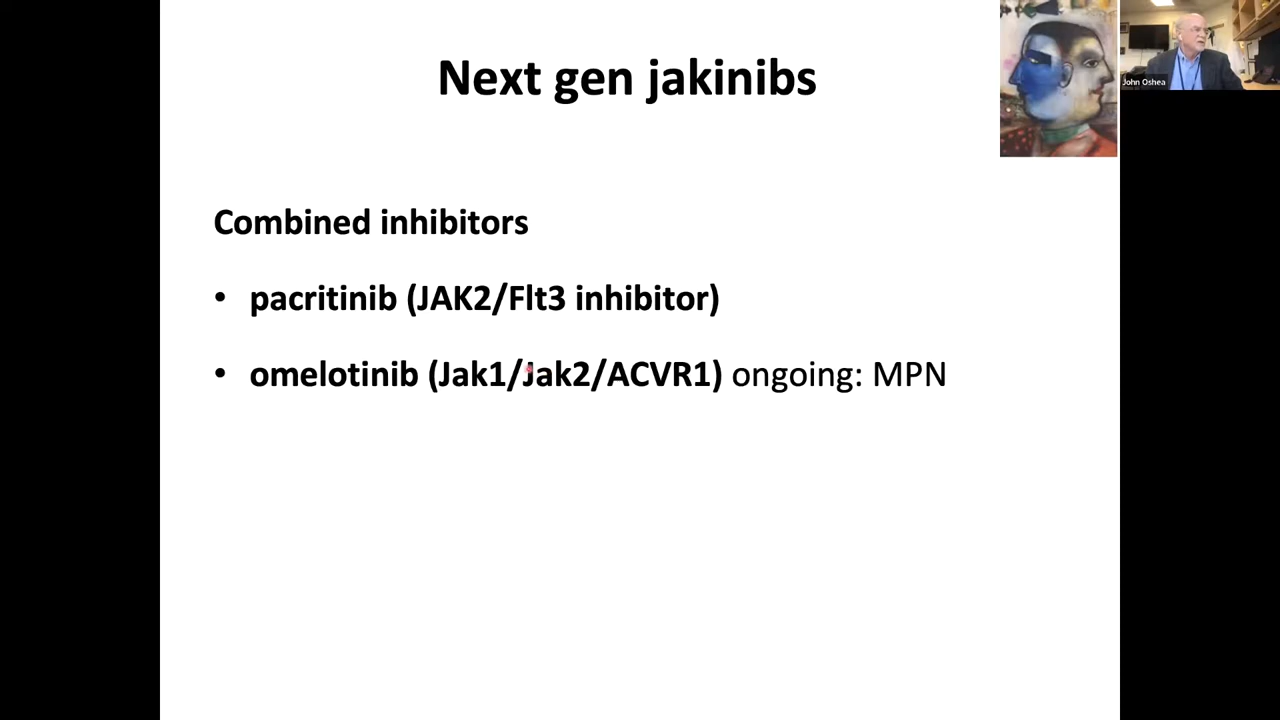 Next gen jakinibs
John Oshea
Combined inhibitors
• pacritinib (JAK2/Flt3 inhibitor)
• omelotinib (Jak1/Jak2/ACVR1) ongoing: MPN